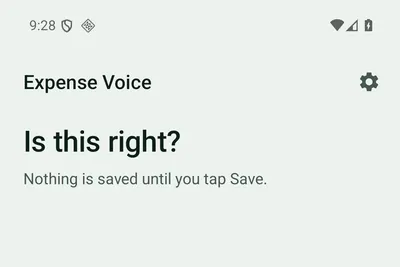 9:28
Expense Voice
Is this right?
Nothing is saved until you tap Save.